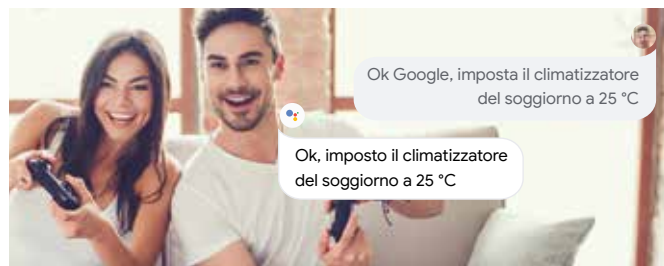 Ok Google, imposta il climatizzatore
del soggiorno a 25 °C
Ok, imposto il climatizzatore
del soggiorno a 25 °C